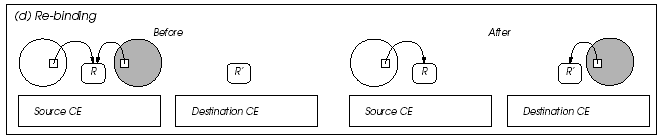 (d) Re-binding
Before
After
R
R'
R
R'
Source CE
Destination CE
Source CE
Destination CE